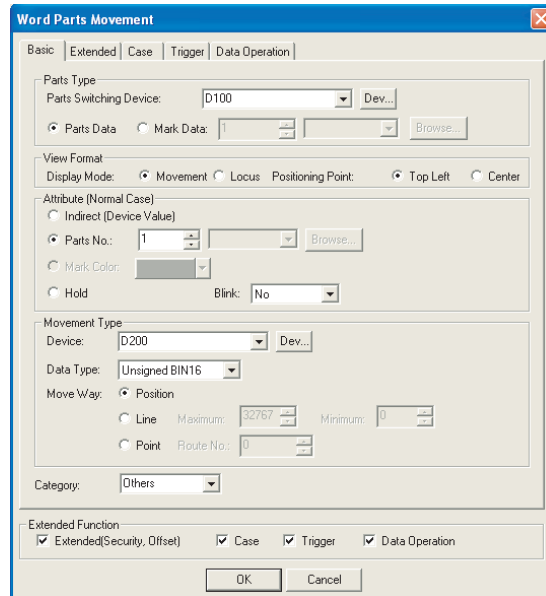 Word Parts Movement
Basic Extended Case Trigger Data Operation
Parts Type
Parts Switching Device: D100 Dev...
Parts Data Mark Data: 1 Browse...
View Format
Display Mode: Movement Locus Positioning Point: Top Left Center
Attribute (Normal Case)
Indirect (Device Value)
Parts No.: 1 Browse...
Mark Color:
Hold Blink: No
Movement Type
Device: D200 Dev...
Data Type: Unsigned BIN16
Move Way: Position
Line Maximum: 32767 Minimum: 0
Point Route No.: 0
Category: Others
Extended Function
Extended(Security, Offset) Case Trigger Data Operation
OK Cancel